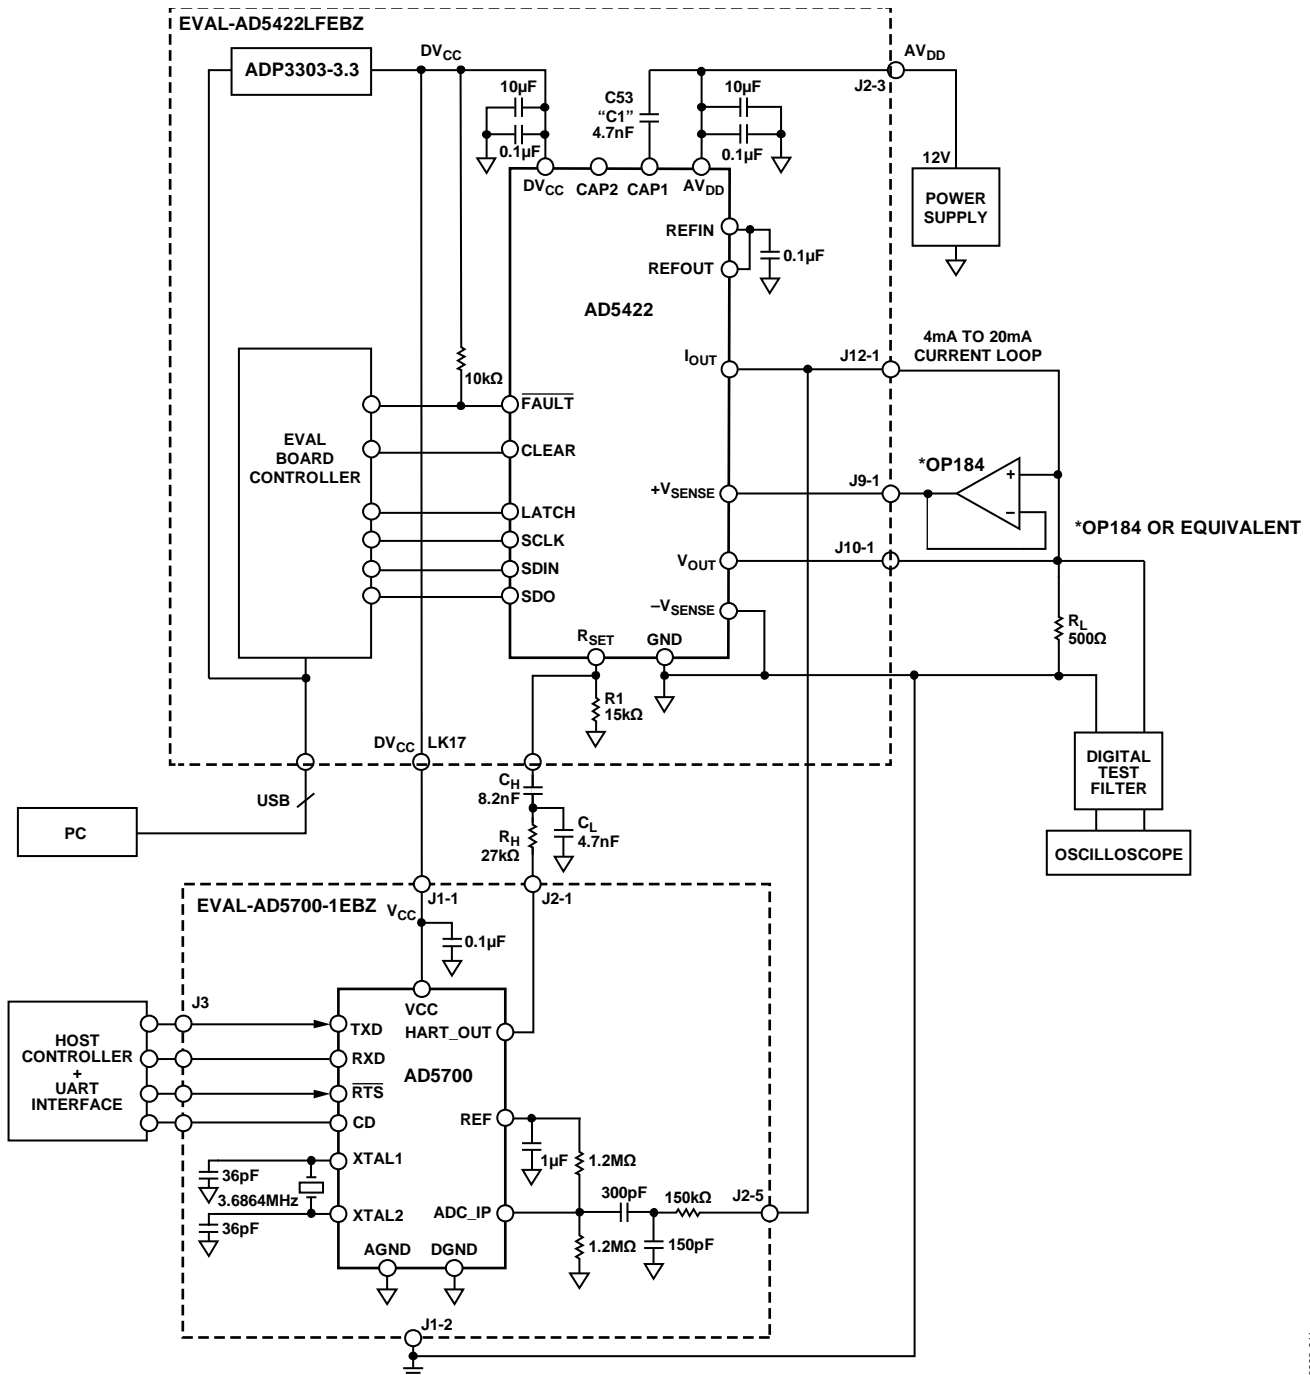 EVAL-AD5422LFEBZ
ADP3303-3.3
DVCC
AVDD
J2-3
10µF
0.1µF
C53
"C1"
4.7nF
10µF
0.1µF
12V
POWER
SUPPLY
DVCC
CAP2
CAP1
AVDD
REFIN
REFOUT
0.1µF
AD5422
EVAL
BOARD
CONTROLLER
10kΩ
FAULT
CLEAR
LATCH
SCLK
SDIN
SDO
IOUT
J12-1
4mA TO 20mA
CURRENT LOOP
+VSENSE
J9-1
*OP184
+
–
*OP184 OR EQUIVALENT
VOUT
J10-1
–VSENSE
RSET
GND
RL
500Ω
R1
15kΩ
DVCC
LK17
USB
PC
CH
8.2nF
RH
27kΩ
CL
4.7nF
DIGITAL
TEST
FILTER
OSCILLOSCOPE
EVAL-AD5700-1EBZ
J1-1
J2-1
VCC
0.1µF
J3
HOST
CONTROLLER
+
UART
INTERFACE
VCC
TXD
HART_OUT
RXD
AD5700
RTS
CD
REF
XTAL1
36pF
3.6864MHz
XTAL2
36pF
1µF
1.2MΩ
ADC_IP
300pF
150kΩ
J2-5
1.2MΩ
150pF
AGND
DGND
J1-2